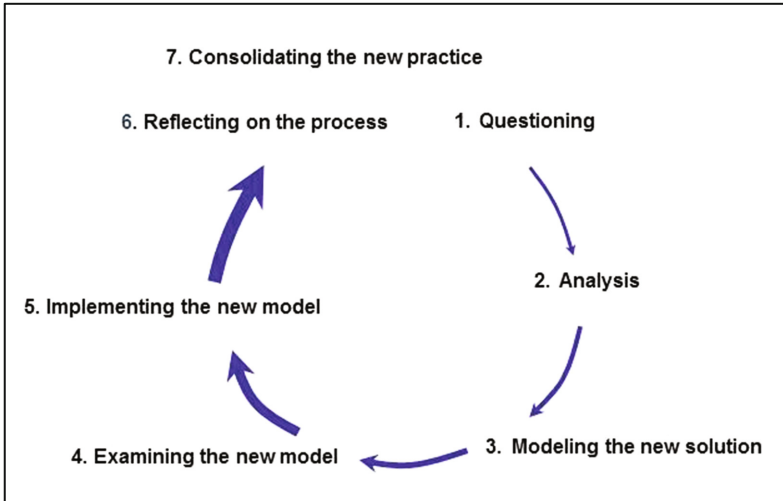 7. Consolidating the new practice
6. Reflecting on the process
1. Questioning
2. Analysis
5. Implementing the new model
3. Modeling the new solution
4. Examining the new model